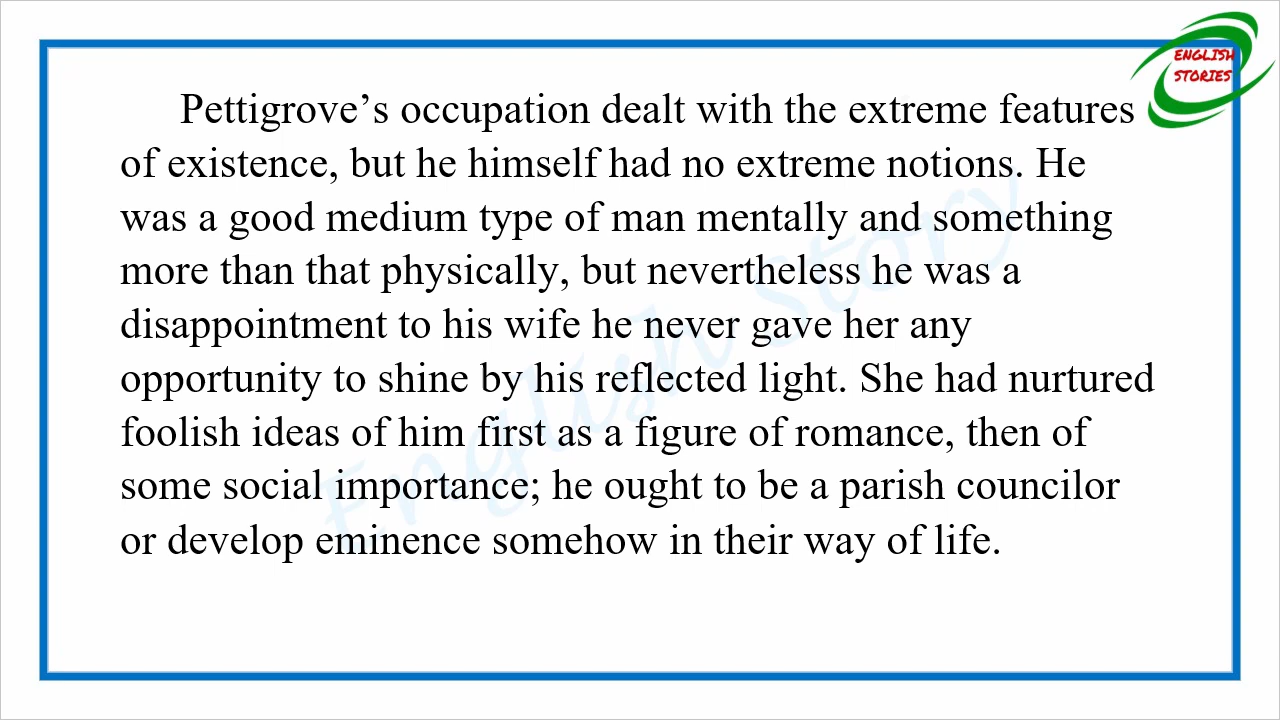 ENGLISH
STORIES
Pettigrove’s occupation dealt with the extreme features
of existence, but he himself had no extreme notions. He
was a good medium type of man mentally and something
more than that physically, but nevertheless he was a
disappointment to his wife he never gave her any
opportunity to shine by his reflected light. She had nurtured
foolish ideas of him first as a figure of romance, then of
some social importance; he ought to be a parish councilor
or develop eminence somehow in their way of life.
English Story